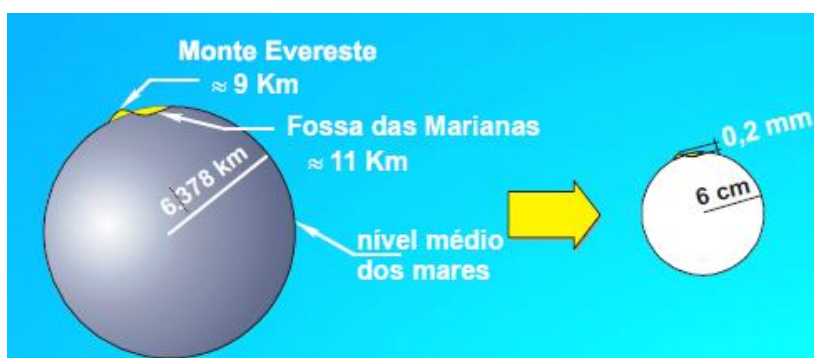 Monte Evereste
≈ 9 Km
Fossa das Marianas
≈ 11 Km
6.378 km
nível médio
dos mares
0,2 mm
6 cm